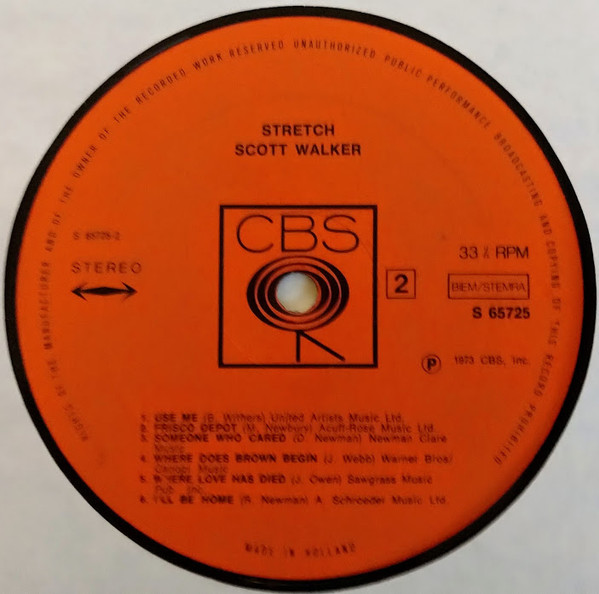 RIGHTS OF THE MANUFACTURER AND OF THE OWNER OF THE RECORDED WORK RESERVED UNAUTHORIZED PUBLIC PERFORMANCE BROADCASTING AND COPYING OF THIS RECORD PROHIBITED
STRETCH
SCOTT WALKER
CBS
S 65725-2
STEREO
33 ⅓ RPM
2
BIEM/STEMRA
S 65725
℗ 1973 CBS, Inc.
1. USE ME (B. Withers) United Artists Music Ltd.
2. FRISCO DEPOT (M. Newbury) Acuff-Rose Music Ltd.
3. SOMEONE WHO CARED (D. Newman) Newman Clare
Music
4. WHERE DOES BROWN BEGIN (J. Webb) Warner Bros/
Canopy Music
5. WHERE LOVE HAS DIED (J. Owen) Sawgrass Music
Pub Inc.
6. I'LL BE HOME (R. Newman) A. Schroeder Music Ltd.
MADE IN HOLLAND